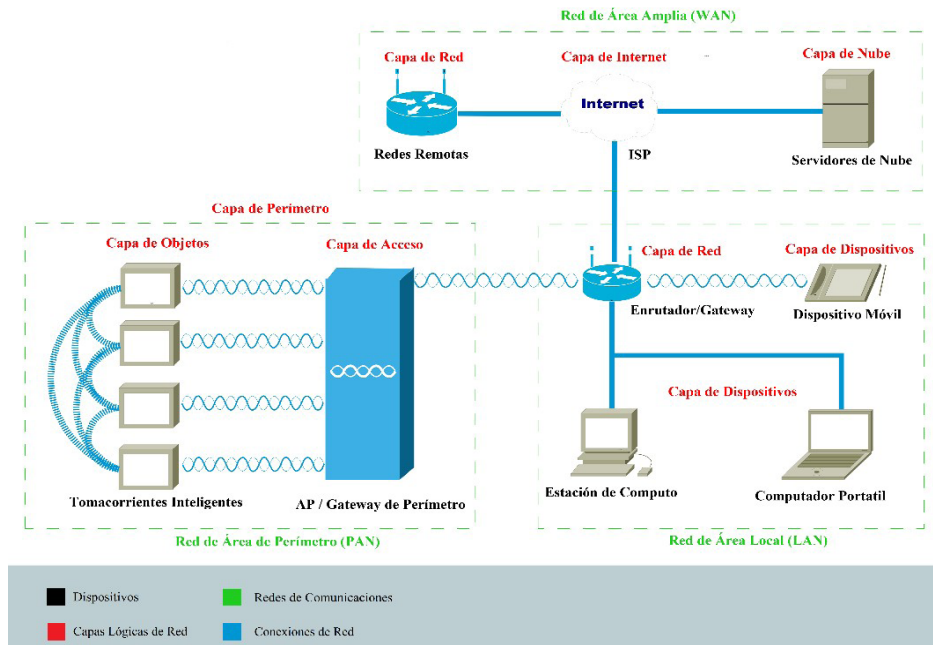 Red de Área Amplia (WAN)
Capa de Red
Capa de Internet
Capa de Nube
Internet
Redes Remotas
ISP
Servidores de Nube
Capa de Perímetro
Capa de Objetos
Capa de Acceso
Capa de Red
Capa de Dispositivos
Enrutador/Gateway
Dispositivo Móvil
Capa de Dispositivos
Tomacorrientes Inteligentes
AP / Gateway de Perímetro
Estación de Computo
Computador Portatil
Red de Área de Perímetro (PAN)
Red de Área Local (LAN)
Dispositivos
Redes de Comunicaciones
Capas Lógicas de Red
Conexiones de Red